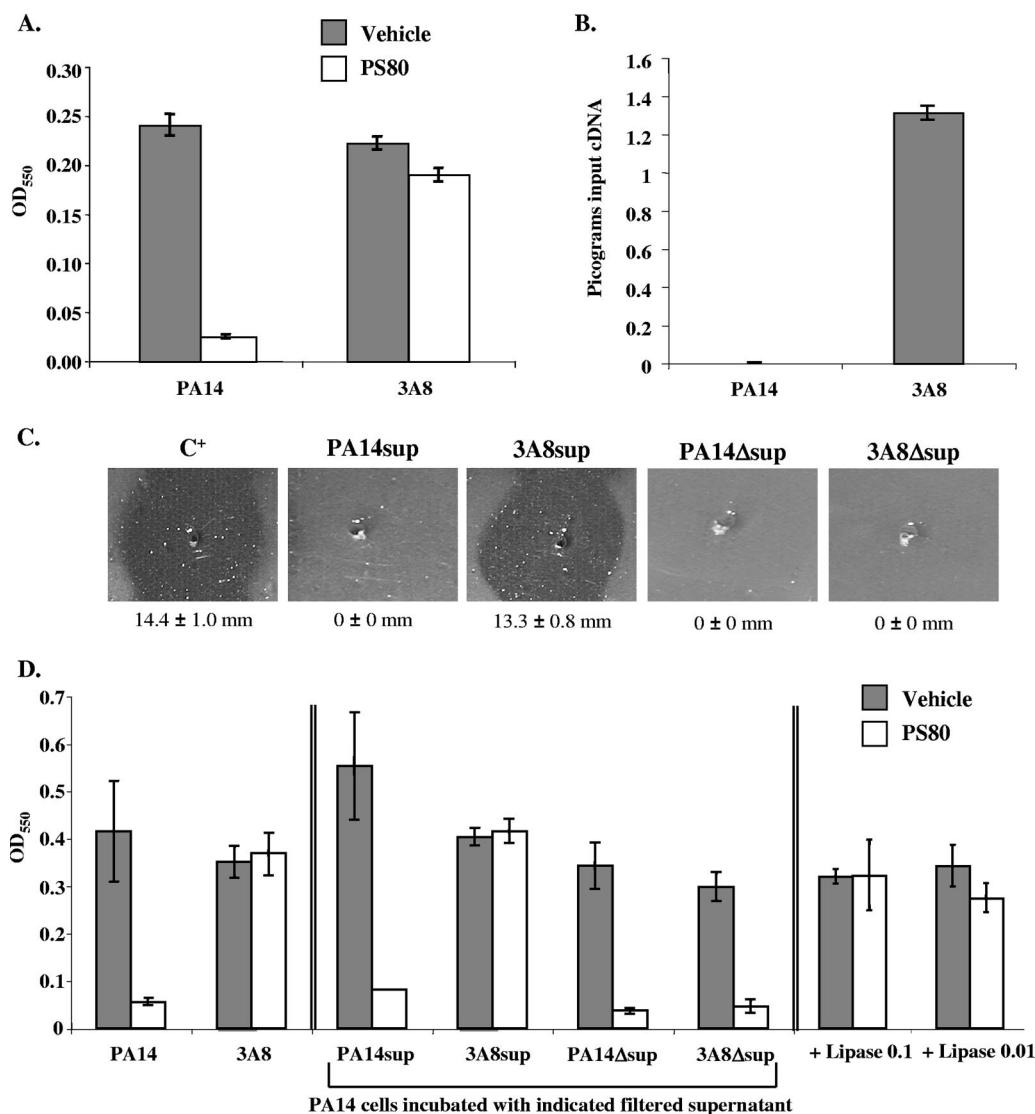 A.
Vehicle
PS80
0.30
0.25
0.20
0.15
0.10
0.05
0.00
OD550
PA14
3A8
B.
1.6
1.4
1.2
1
0.8
0.6
0.4
0.2
0
Picograms input cDNA
PA14
3A8
C.
C+
PA14sup
3A8sup
PA14Δsup
3A8Δsup
14.4 ± 1.0 mm
0 ± 0 mm
13.3 ± 0.8 mm
0 ± 0 mm
0 ± 0 mm
D.
0.7
0.6
0.5
0.4
0.3
0.2
0.1
0
OD550
Vehicle
PS80
PA14
3A8
PA14sup
3A8sup
PA14Δsup
3A8Δsup
+ Lipase 0.1
+ Lipase 0.01
PA14 cells incubated with indicated filtered supernatant